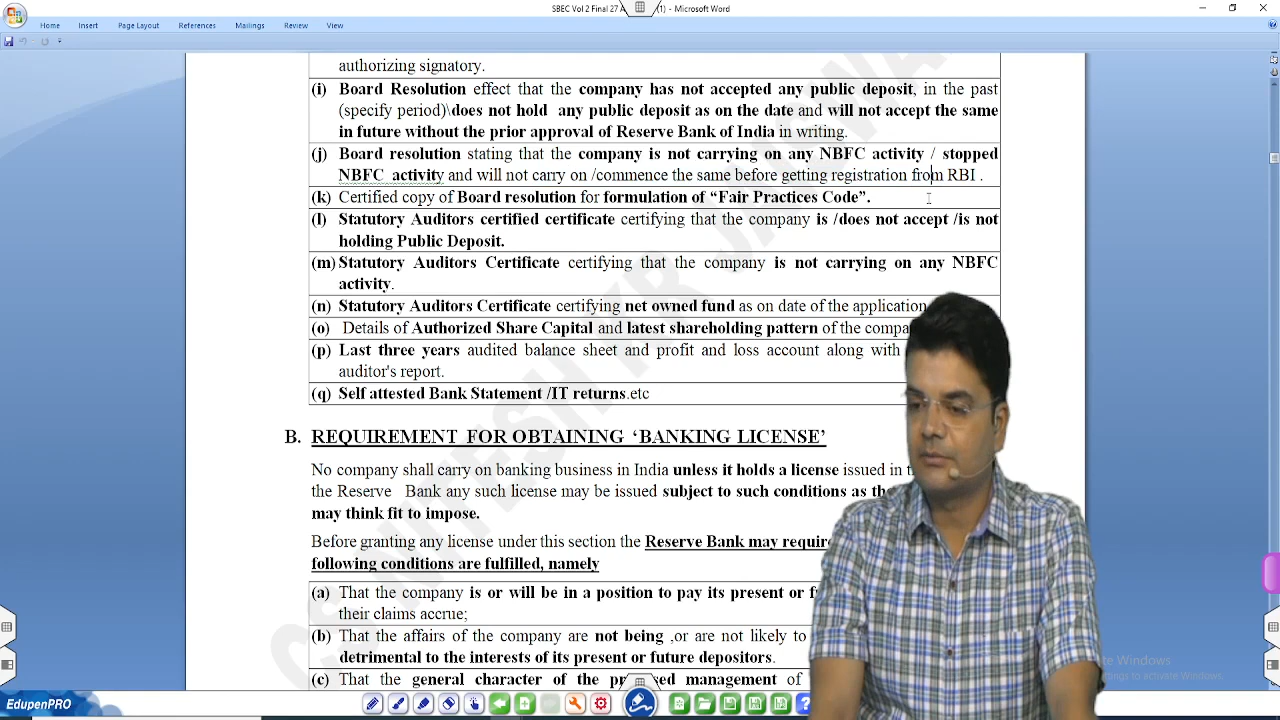 SBEC Vol 2 Final 27 A (1) - Microsoft Word
Home Insert Page Layout References Mailings Review View
authorizing signatory.
(i) Board Resolution effect that the company has not accepted any public deposit, in the past
(specify period)\does not hold any public deposit as on the date and will not accept the same
in future without the prior approval of Reserve Bank of India in writing.
(j) Board resolution stating that the company is not carrying on any NBFC activity / stopped
NBFC activity and will not carry on /commence the same before getting registration from RBI .
(k) Certified copy of Board resolution for formulation of “Fair Practices Code”.
(l) Statutory Auditors certified certificate certifying that the company is /does not accept /is not
holding Public Deposit.
(m) Statutory Auditors Certificate certifying that the company is not carrying on any NBFC
activity.
(n) Statutory Auditors Certificate certifying net owned fund as on date of the application
(o) Details of Authorized Share Capital and latest shareholding pattern of the compa
(p) Last three years audited balance sheet and profit and loss account along with
auditor's report.
(q) Self attested Bank Statement /IT returns.etc
B. REQUIREMENT FOR OBTAINING ‘BANKING LICENSE’
No company shall carry on banking business in India unless it holds a license issued in
the Reserve Bank any such license may be issued subject to such conditions as the
may think fit to impose.
Before granting any license under this section the Reserve Bank may require
following conditions are fulfilled, namely
(a) That the company is or will be in a position to pay its present or f
their claims accrue;
(b) That the affairs of the company are not being ,or are not likely to
detrimental to the interests of its present or future depositors.
(c) That the general character of the pr sed management of
te Windows
ttings to activate Windows.
EdupenPRO